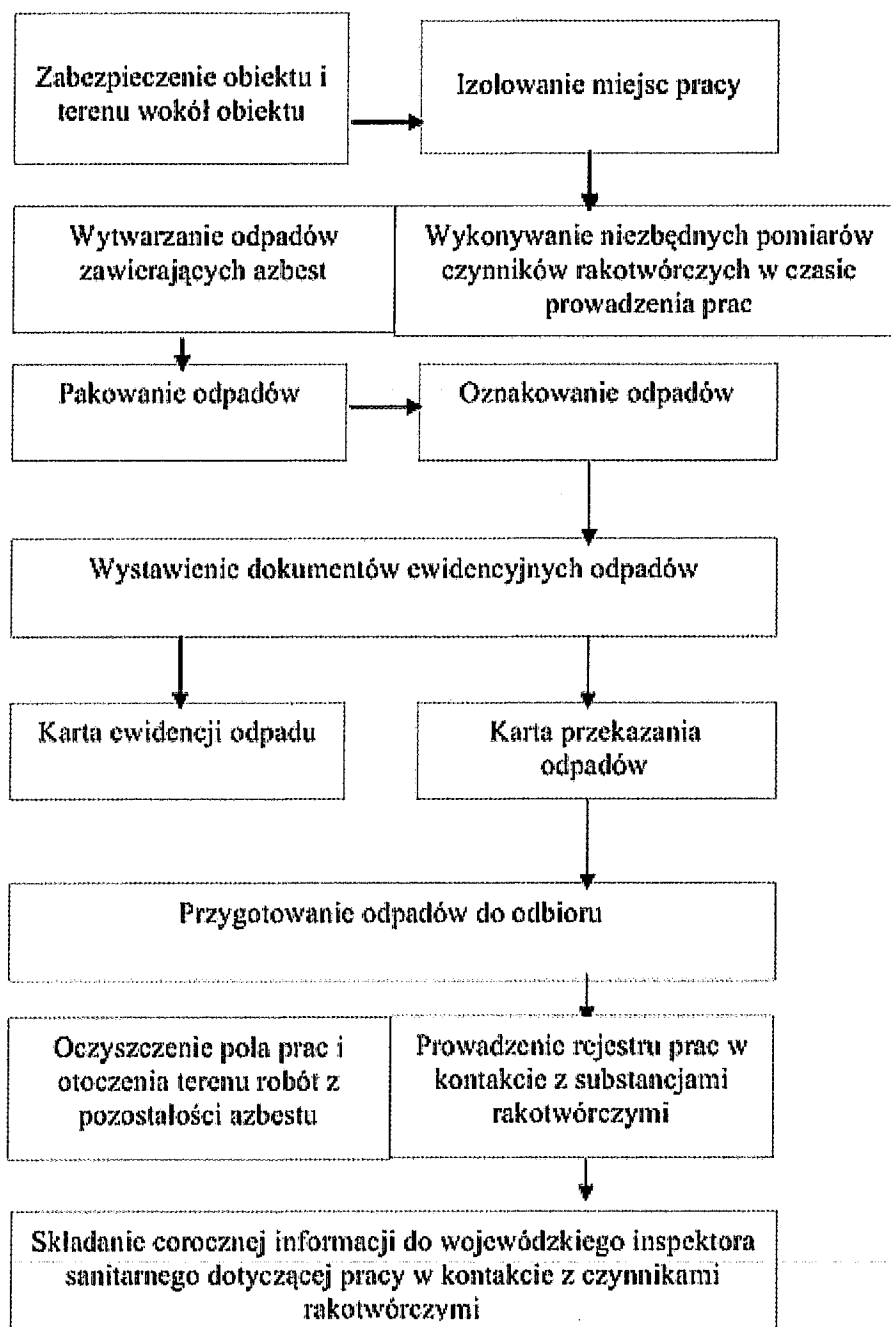 Zabezpieczenie obiektu i
terenu wokół obiektu
Izolowanie miejsc pracy
Wytwarzanie odpadów
zawierających azbest
Wykonywanie niezbędnych pomiarów
czynników rakotwórczych w czasie
prowadzenia prac
Pakowanie odpadów
Oznakowanie odpadów
Wystawienie dokumentów ewidencyjnych odpadów
Karta ewidencji odpadu
Karta przekazania
odpadów
Przygotowanie odpadów do odbioru
Oczyszczenie pola prac i
otoczenia terenu robót z
pozostałości azbestu
Prowadzenie rejestru prac w
kontakcie z substancjami
rakotwórczymi
Składanie corocznej informacji do wojewódzkiego inspektora
sanitarnego dotyczącej pracy w kontakcie z czynnikami
rakotwórczymi